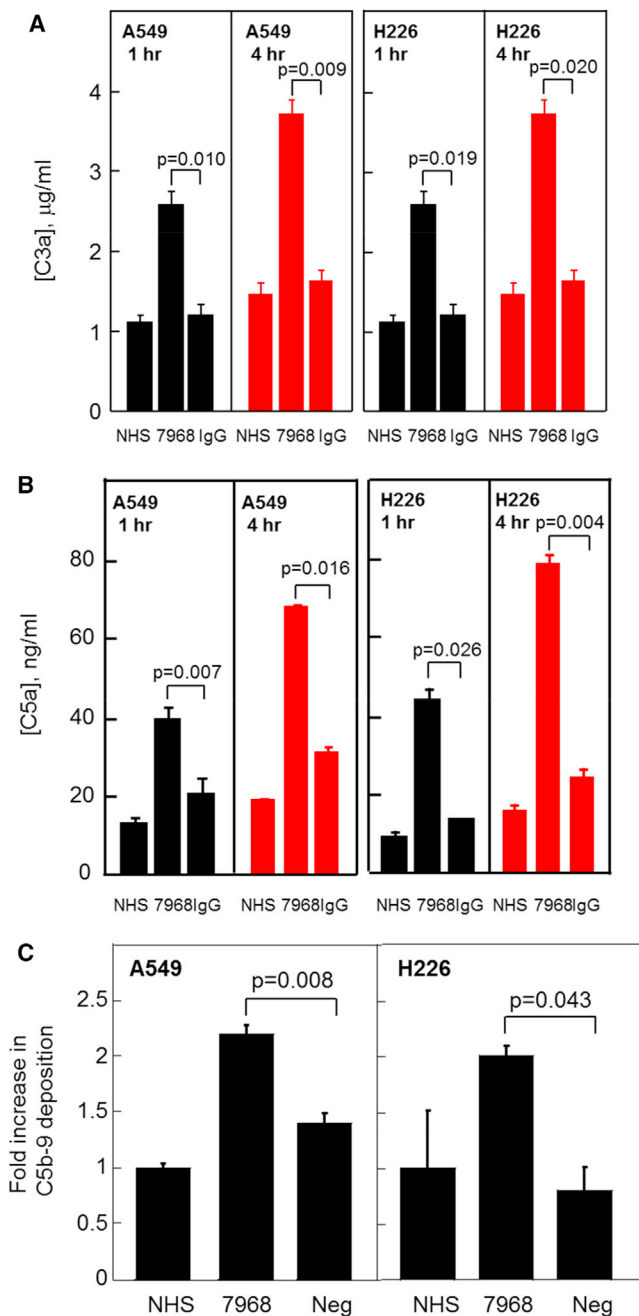 A
A549
1 hr
A549
4 hr
H226
1 hr
H226
4 hr
p=0.010
p=0.009
p=0.019
p=0.020
[C3a], µg/ml
4
3
2
1
0
NHS 7968 IgG
NHS 7968 IgG
NHS 7968 IgG
NHS 7968 IgG
B
A549
1 hr
A549
4 hr
H226
1 hr
H226
4 hr
p=0.007
p=0.016
p=0.026
p=0.004
[C5a], ng/ml
80
60
40
20
0
NHS 7968IgG
NHS 7968IgG
NHS 7968IgG
NHS 7968IgG
C
A549
H226
p=0.008
p=0.043
Fold increase in
C5b-9 deposition
2.5
2
1.5
1
0.5
0
NHS 7968 Neg
NHS 7968 Neg